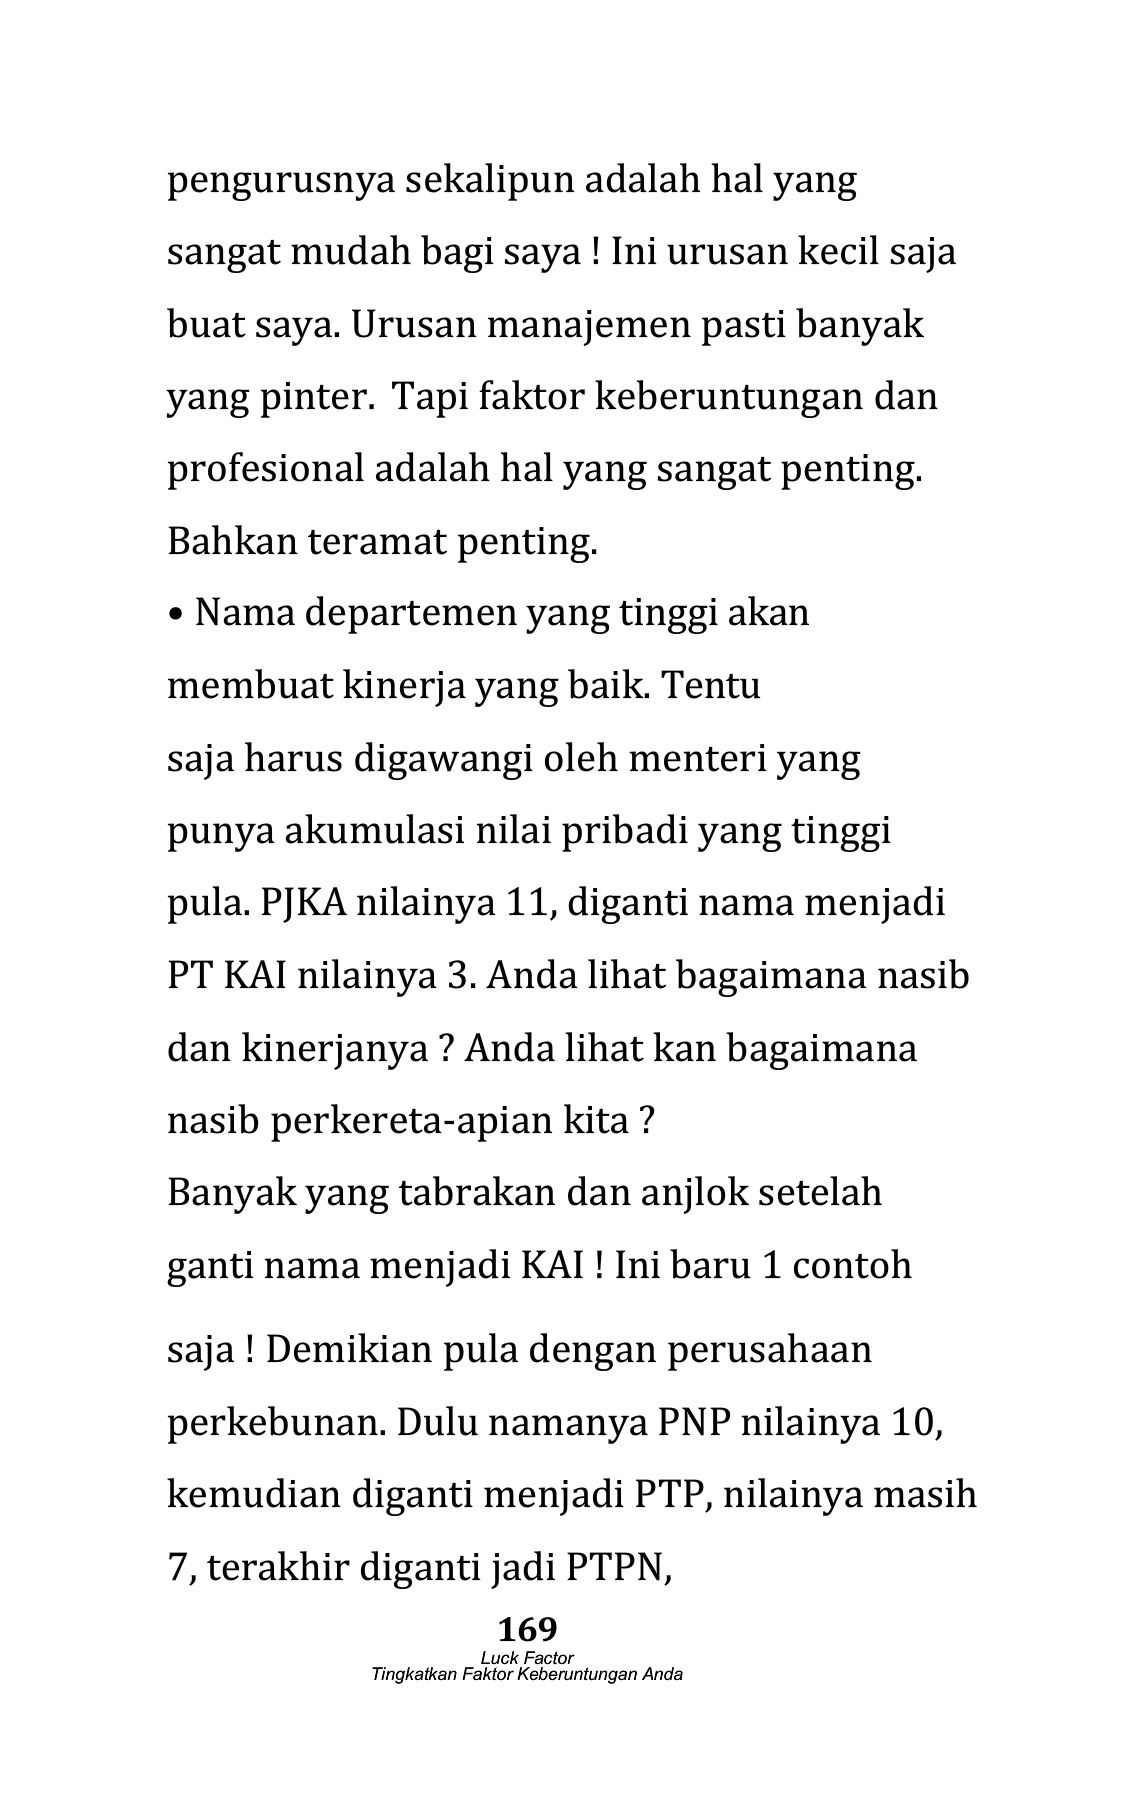 pengurusnya sekalipun adalah hal yang
sangat mudah bagi saya ! Ini urusan kecil saja
buat saya. Urusan manajemen pasti banyak
yang pinter.  Tapi faktor keberuntungan dan
profesional adalah hal yang sangat penting.
Bahkan teramat penting.
• Nama departemen yang tinggi akan
membuat kinerja yang baik. Tentu
saja harus digawangi oleh menteri yang
punya akumulasi nilai pribadi yang tinggi
pula. PJKA nilainya 11, diganti nama menjadi
PT KAI nilainya 3. Anda lihat bagaimana nasib
dan kinerjanya ? Anda lihat kan bagaimana
nasib perkereta-apian kita ?
Banyak yang tabrakan dan anjlok setelah
ganti nama menjadi KAI ! Ini baru 1 contoh
saja ! Demikian pula dengan perusahaan
perkebunan. Dulu namanya PNP nilainya 10,
kemudian diganti menjadi PTP, nilainya masih
7, terakhir diganti jadi PTPN,
169
Luck Factor
Tingkatkan Faktor Keberuntungan Anda